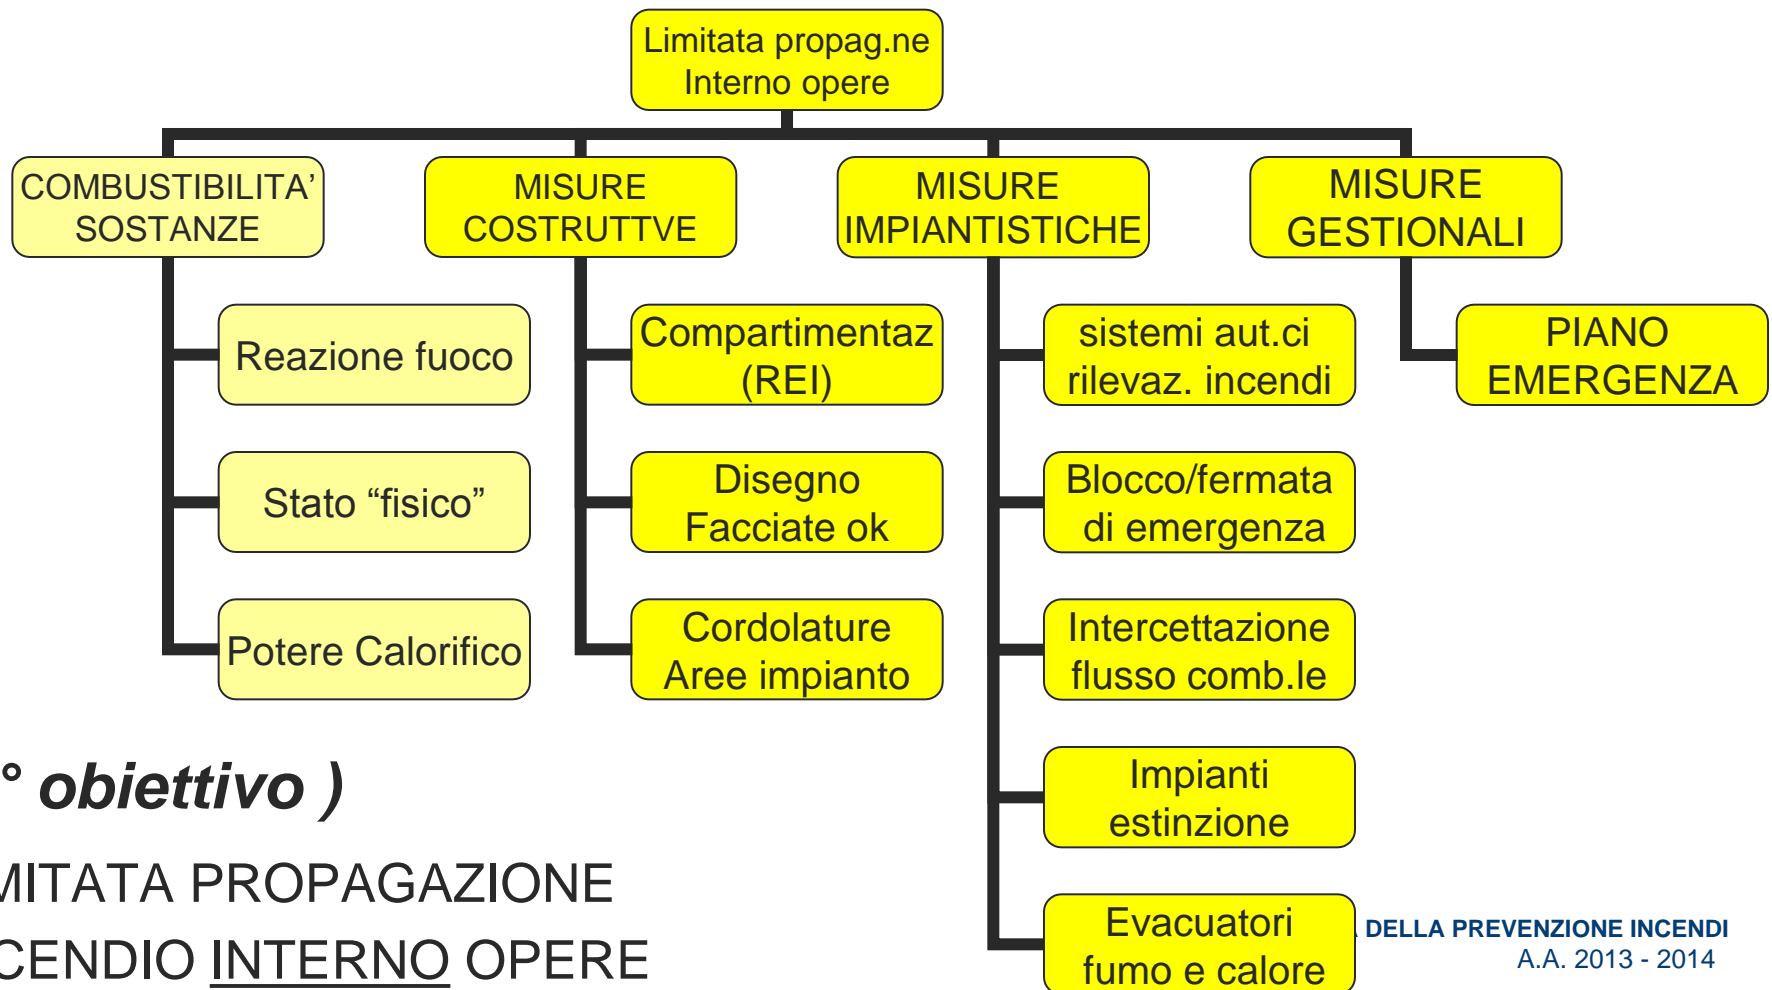 Limitata propag.ne
Interno opere
COMBUSTIBILITA’
SOSTANZE
MISURE
COSTRUTTVE
MISURE
IMPIANTISTICHE
MISURE
GESTIONALI
Reazione fuoco
Stato “fisico”
Potere Calorifico
Compartimentaz
(REI)
Disegno
Facciate ok
Cordolature
Aree impianto
sistemi aut.ci
rilevaz. incendi
Blocco/fermata
di emergenza
Intercettazione
flusso comb.le
Impianti
estinzione
Evacuatori
fumo e calore
PIANO
EMERGENZA
° obiettivo )
MITATA PROPAGAZIONE
CENDIO INTERNO OPERE
DELLA PREVENZIONE INCENDI
A.A. 2013 - 2014